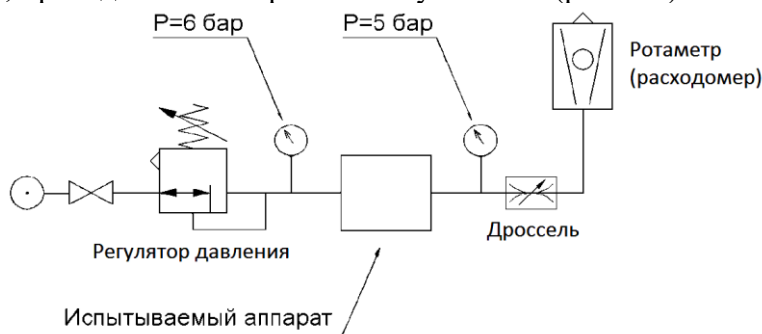 P=6 бар
P=5 бар
Ротаметр
(расходомер)
Дроссель
Регулятор давления
Испытываемый аппарат